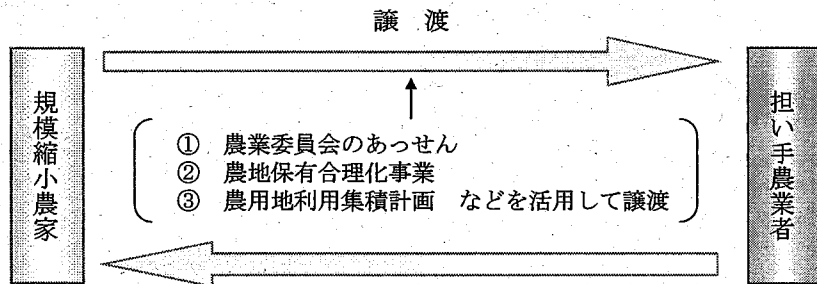 譲 渡
規模縮小農家
① 農業委員会のあっせん
② 農地保有合理化事業
③ 農用地利用集積計画 などを活用して譲渡
担い手農業者